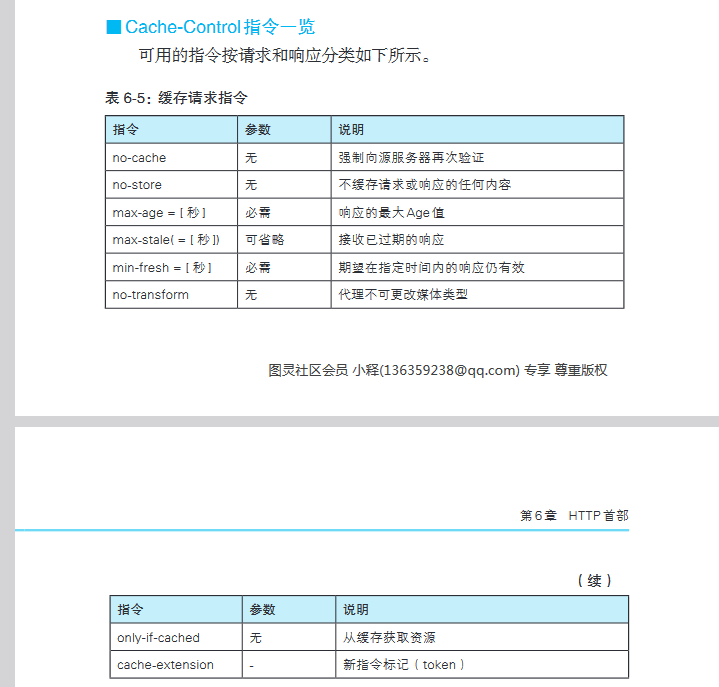 ■ Cache-Control指令一览
可用的指令按请求和响应分类如下所示。
表 6-5：缓存请求指令
指令 参数 说明
no-cache 无 强制向源服务器再次验证
no-store 无 不缓存请求或响应的任何内容
max-age = [ 秒 ] 必需 响应的最大 Age 值
max-stale( = [ 秒 ]) 可省略 接收已过期的响应
min-fresh = [ 秒 ] 必需 期望在指定时间内的响应仍有效
no-transform 无 代理不可更改媒体类型
图灵社区会员 小释(136359238@qq.com) 专享 尊重版权
第 6 章 HTTP 首部
（续）
指令 参数 说明
only-if-cached 无 从缓存获取资源
cache-extension - 新指令标记（token）